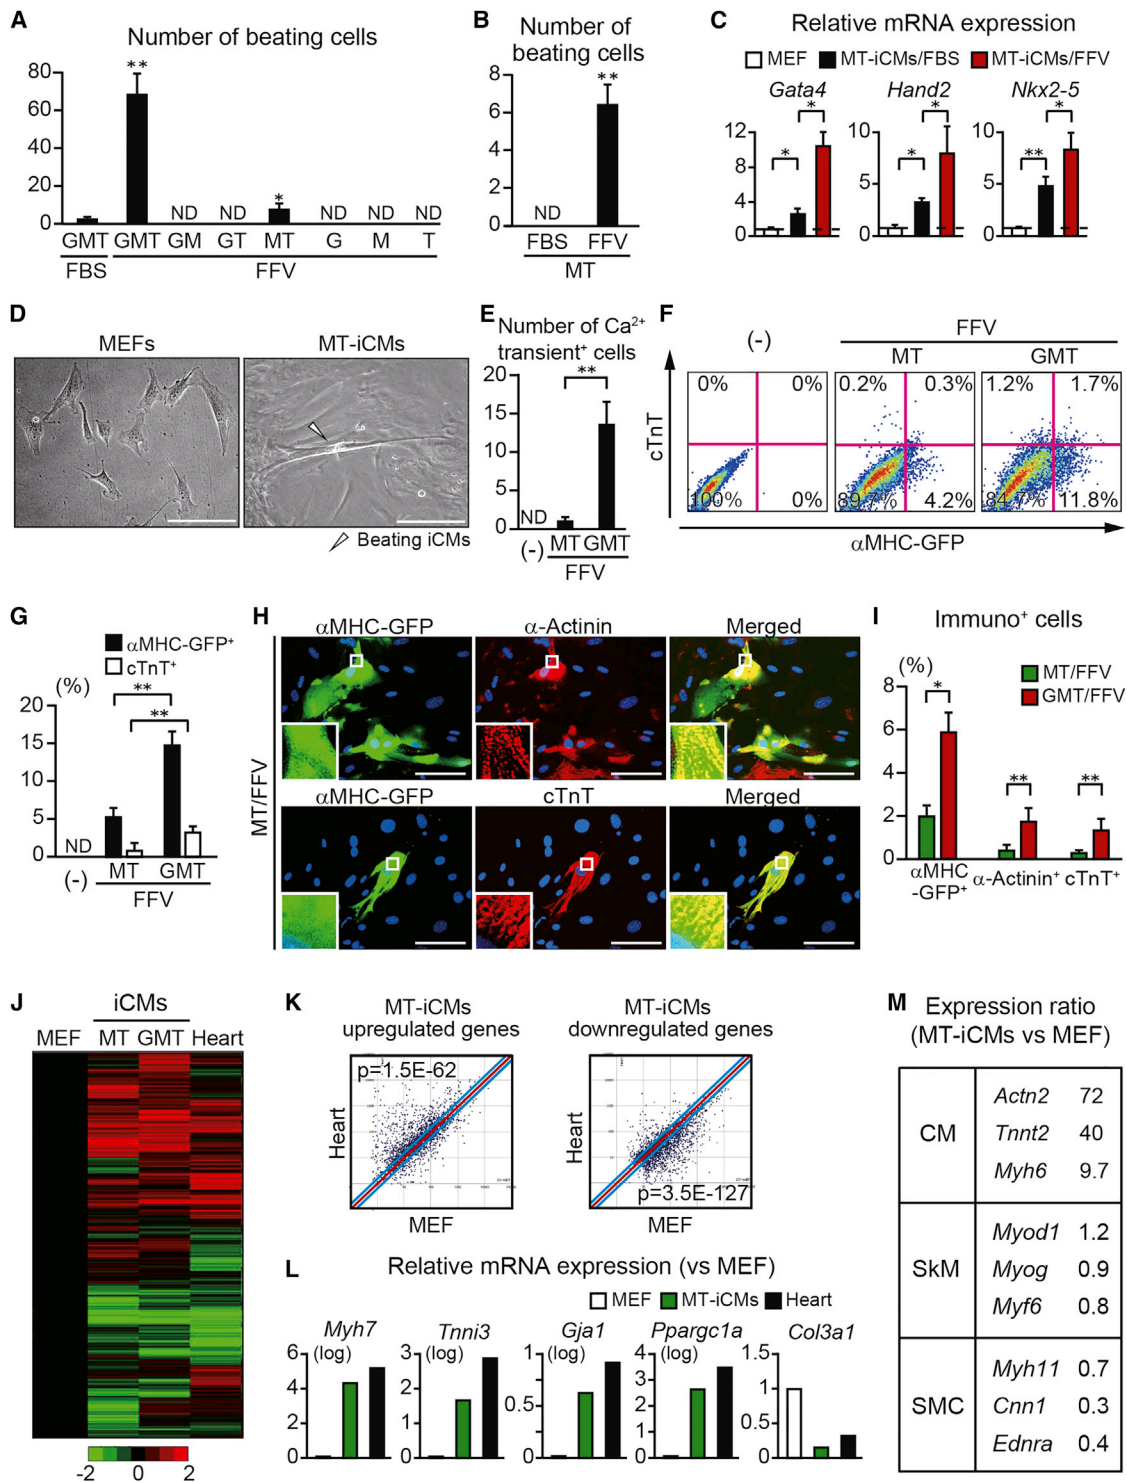 A
Number of beating cells
80
60
40
20
0
**
ND
ND
*
ND
ND
ND
GMT
GMT
GM
GT
MT
G
M
T
FBS
FFV
B
Number of
beating cells
8
6
4
2
0
**
ND
FBS
FFV
MT
C
Relative mRNA expression
MEF
MT-iCMs/FBS
MT-iCMs/FFV
Gata4
Hand2
Nkx2-5
12
8
4
0
*
*
10
5
0
*
*
10
5
0
**
*
D
MEFs
MT-iCMs
Beating iCMs
E
Number of Ca2+
transient+ cells
20
15
10
5
0
**
ND
(-)
MT
GMT
FFV
F
(-)
FFV
MT
GMT
cTnT
0%
0%
100%
0%
0.2%
0.3%
89.7%
4.2%
1.2%
1.7%
84.7%
11.8%
αMHC-GFP
G
αMHC-GFP+
cTnT+
(%)
20
15
10
5
0
**
**
ND
(-)
MT
GMT
FFV
H
αMHC-GFP
α-Actinin
Merged
MT/FFV
αMHC-GFP
cTnT
Merged
I
Immuno+ cells
(%)
MT/FFV
GMT/FFV
8
6
4
2
0
*
**
**
αMHC
-GFP+
α-Actinin+
cTnT+
J
iCMs
MEF
MT
GMT
Heart
-2
0
2
K
MT-iCMs
upregulated genes
p=1.5E-62
Heart
MEF
MT-iCMs
downregulated genes
p=3.5E-127
Heart
MEF
L
Relative mRNA expression (vs MEF)
MEF
MT-iCMs
Heart
Myh7
(log)
6
4
2
0
Tnni3
(log)
3
2
1
0
Gja1
(log)
1
0.5
0
Ppargc1a
(log)
4
3
2
1
0
Col3a1
1.5
1
0.5
0
M
Expression ratio
(MT-iCMs vs MEF)
CM
Actn2 72
Tnnt2 40
Myh6 9.7
SkM
Myod1 1.2
Myog 0.9
Myf6 0.8
SMC
Myh11 0.7
Cnn1 0.3
Ednra 0.4